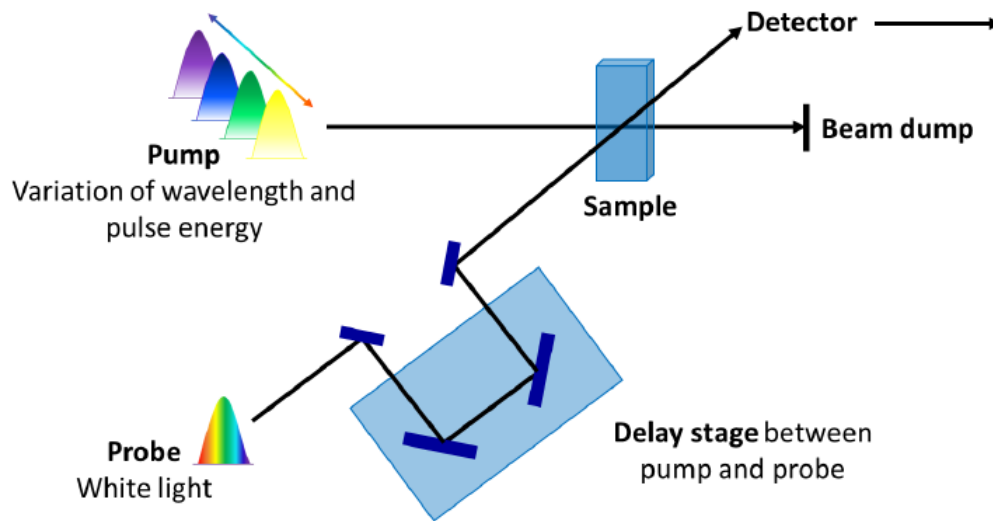 Detector
Beam dump
Pump
Variation of wavelength and
pulse energy
Sample
Probe
White light
Delay stage between
pump and probe